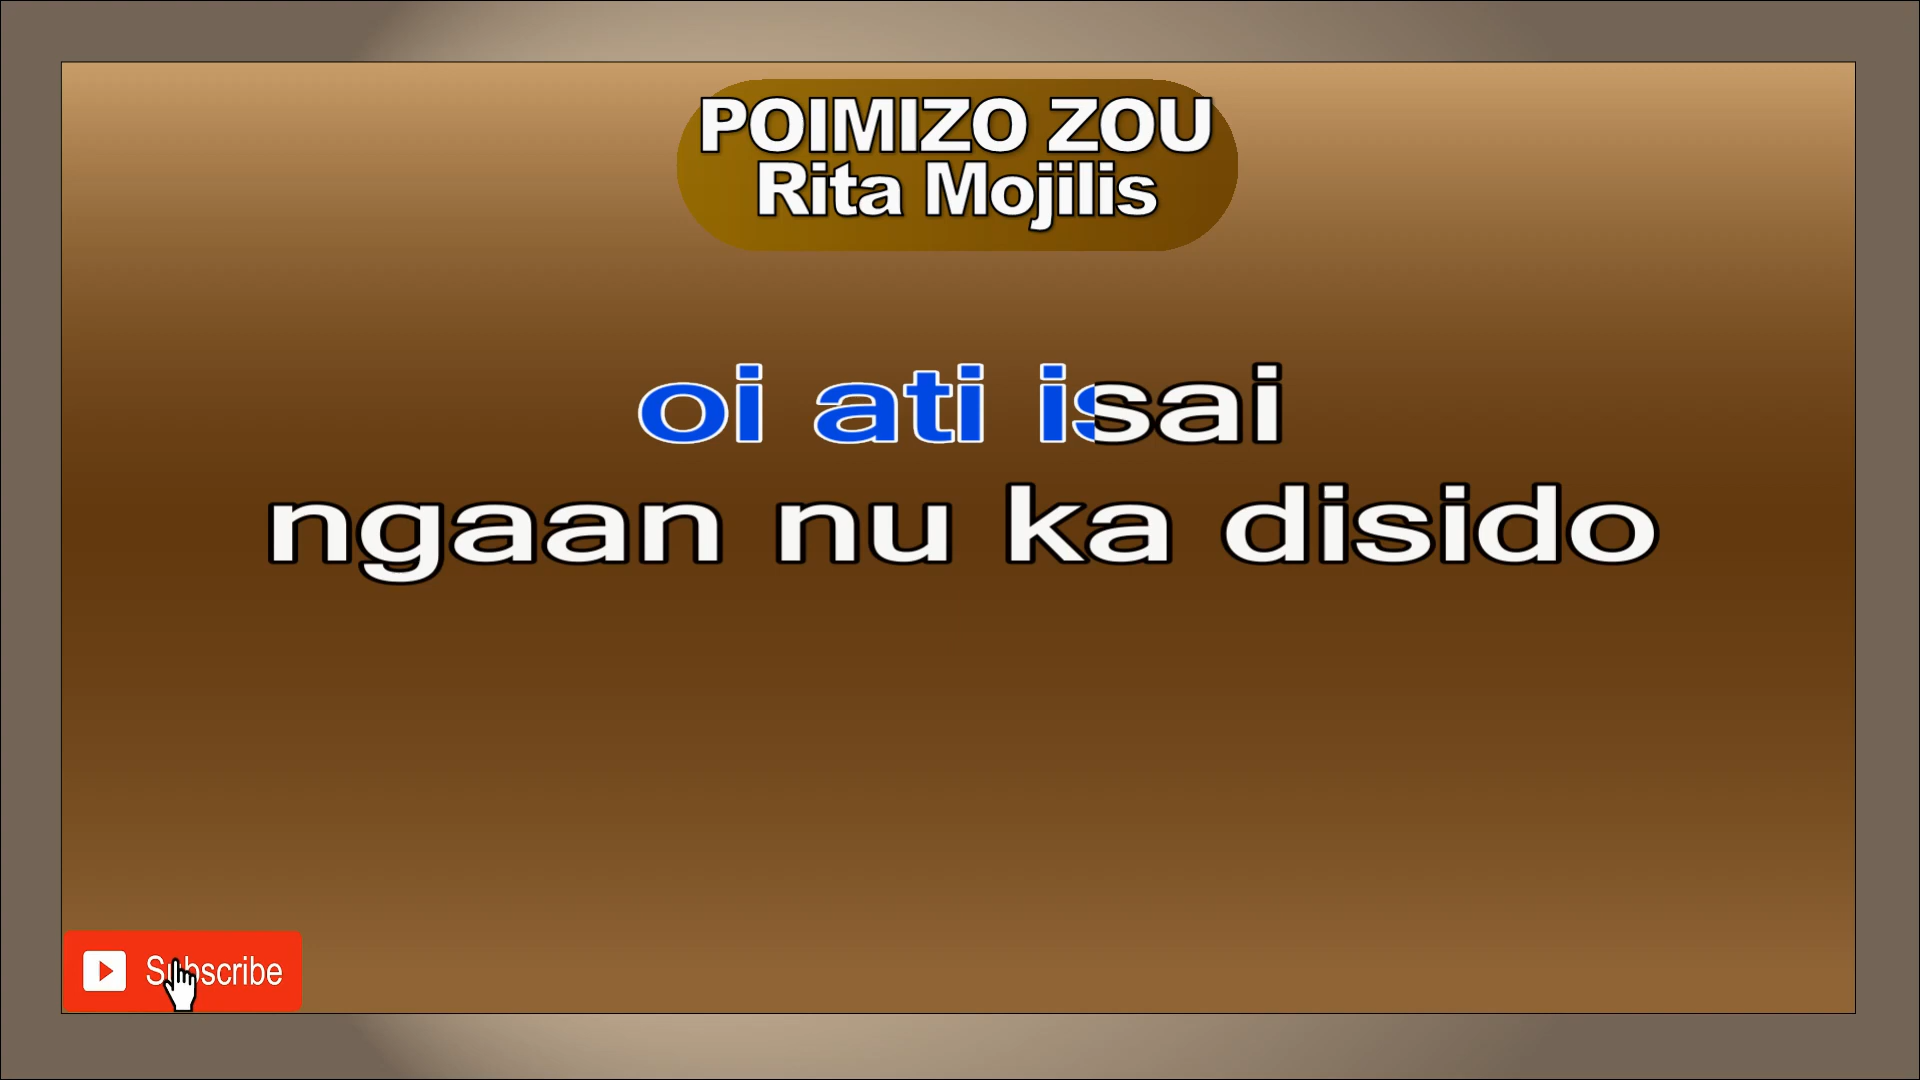 POIMIZO ZOU
Rita Mojilis
oi ati isai
ngaan nu ka disido
Subscribe